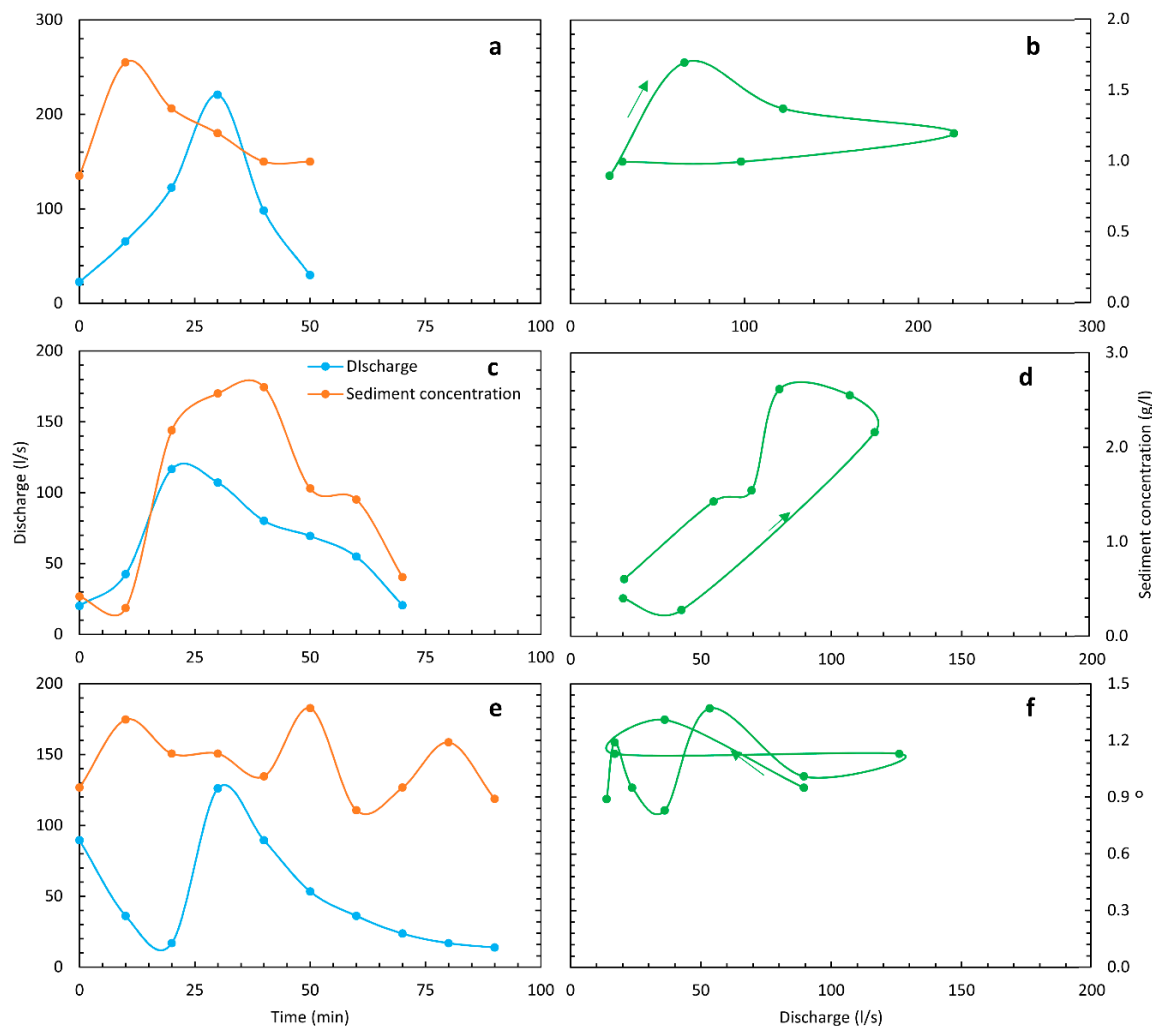 300
200
100
0
a
0 25 50 75 100
b
2.0
1.5
1.0
0.5
0.0
0 100 200 300
200
150
100
50
0
c
DIscharge
Sediment concentration
0 25 50 75 100
Discharge (l/s)
d
3.0
2.0
1.0
0.0
0 50 100 150 200
Sediment concentration (g/l)
200
150
100
50
0
e
0 25 50 75 100
Time (min)
f
1.5
1.2
0.9
0.6
0.3
0.0
o
0 50 100 150 200
Discharge (l/s)